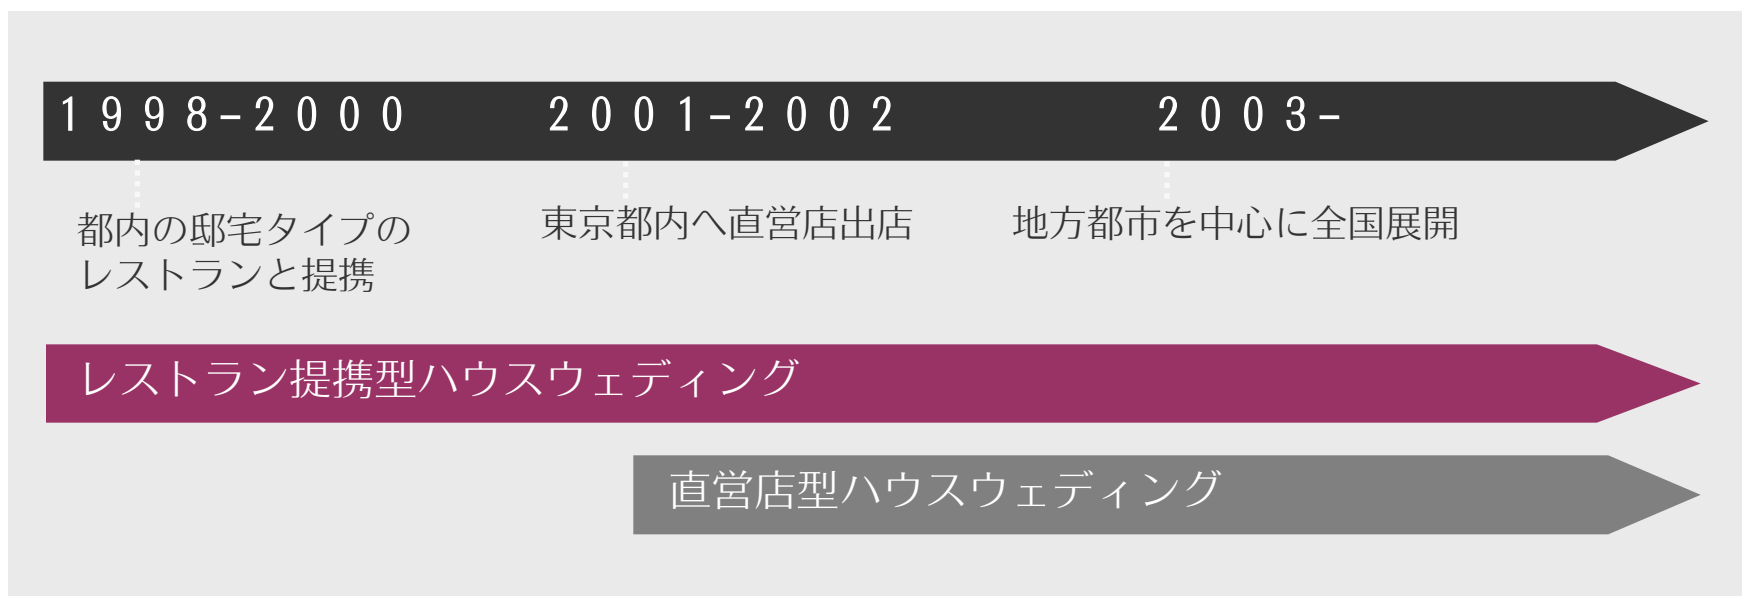 1998-2000
2001-2002
2003-
都内の邸宅タイプの
レストランと提携
東京都内へ直営店出店
地方都市を中心に全国展開
レストラン提携型ハウスウェディング
直営店型ハウスウェディング